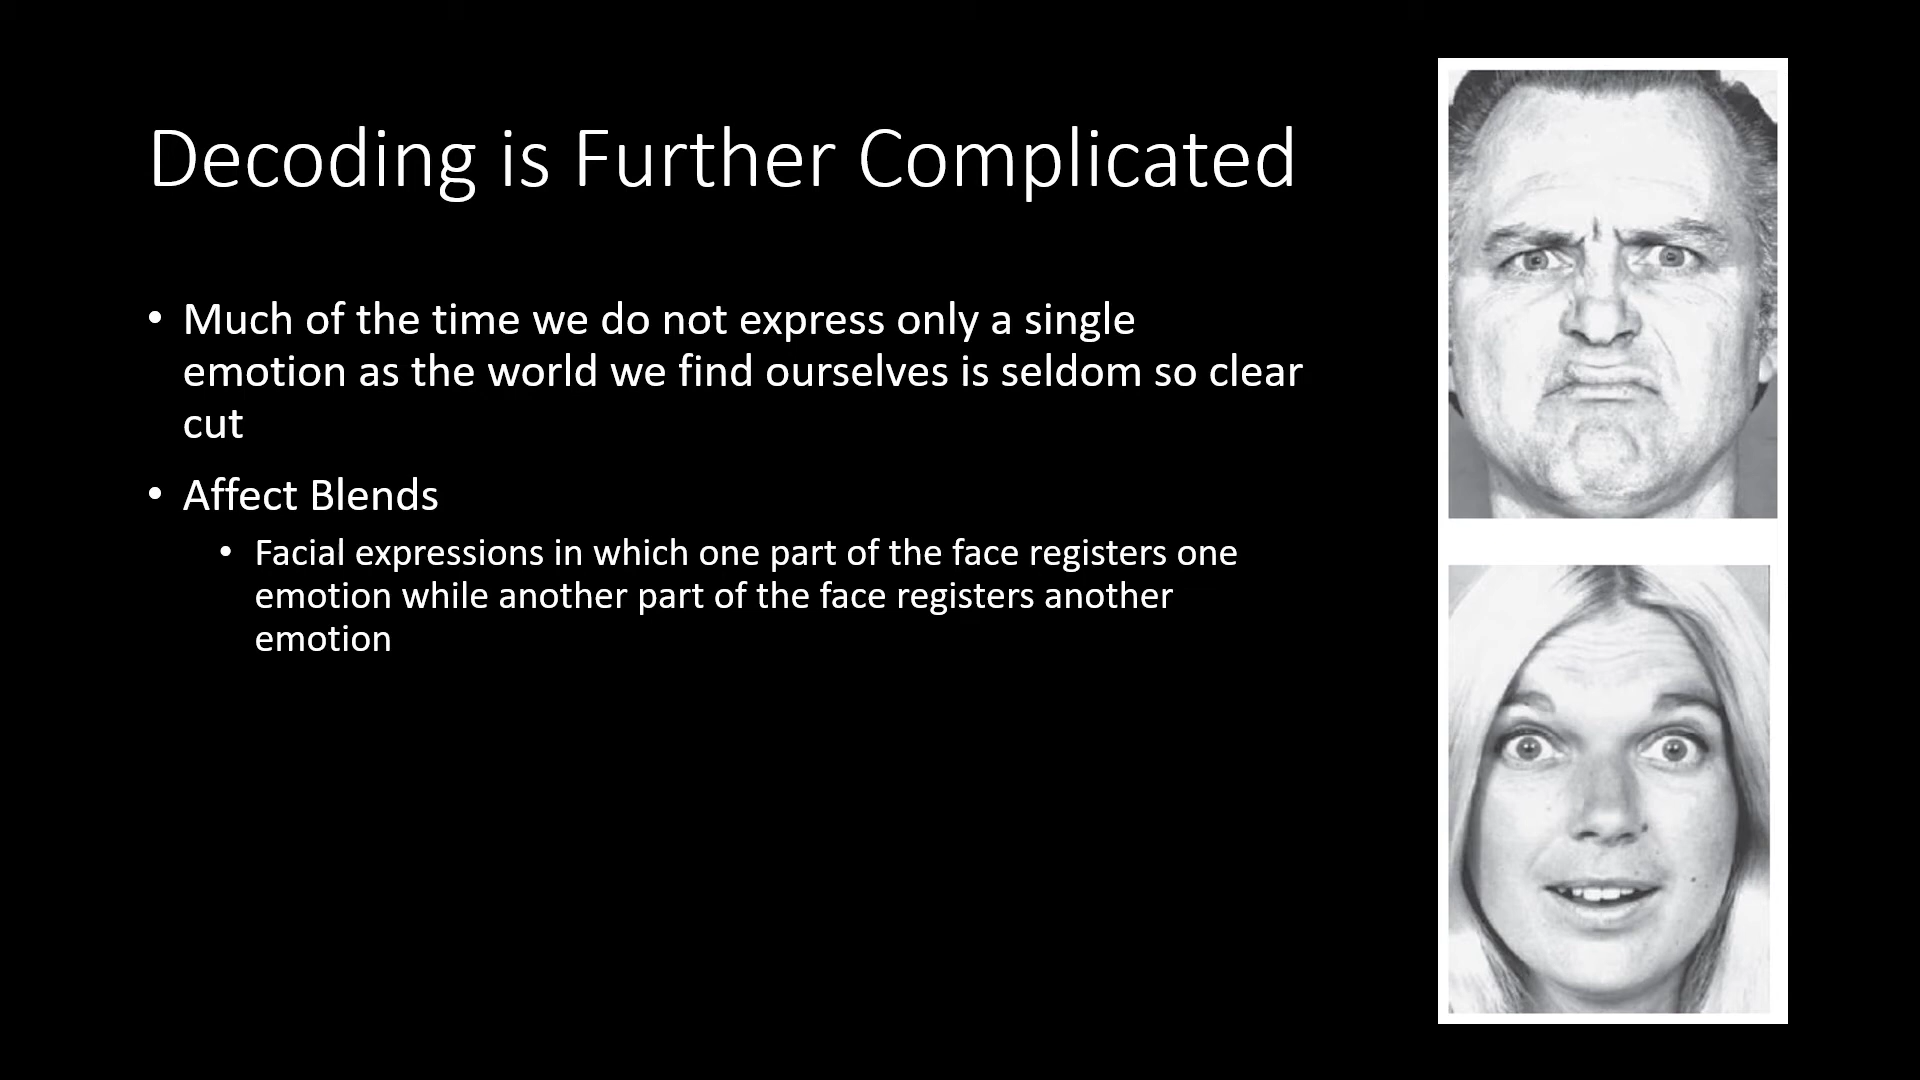 Decoding is Further Complicated
• Much of the time we do not express only a single
emotion as the world we find ourselves is seldom so clear
cut
• Affect Blends
• Facial expressions in which one part of the face registers one
emotion while another part of the face registers another
emotion